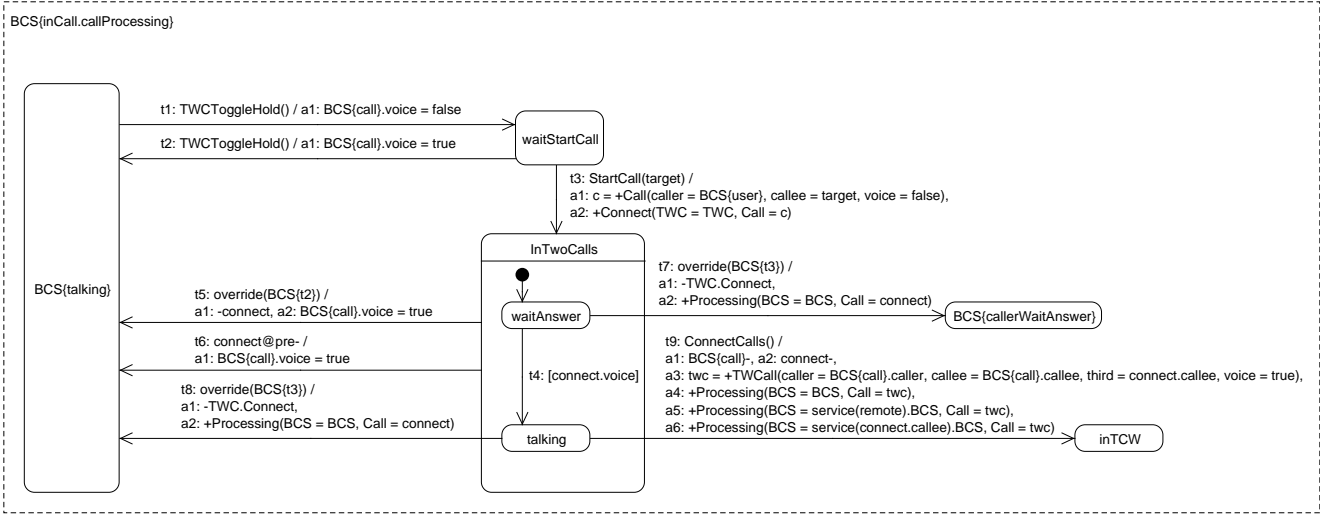 BCS{inCall.callProcessing}
t1: TWCToggleHold() / a1: BCS{call}.voice = false
waitStartCall
t2: TWCToggleHold() / a1: BCS{call}.voice = true
t3: StartCall(target) /
a1: c = +Call(caller = BCS{user}, callee = target, voice = false),
a2: +Connect(TWC = TWC, Call = c)
InTwoCalls
BCS{talking}
t5: override(BCS{t2}) /
a1: -connect, a2: BCS{call}.voice = true
waitAnswer
t7: override(BCS{t3}) /
a1: -TWC.Connect,
a2: +Processing(BCS = BCS, Call = connect)
BCS{callerWaitAnswer}
t6: connect@pre- /
a1: BCS{call}.voice = true
t4: [connect.voice]
t8: override(BCS{t3}) /
a1: -TWC.Connect,
a2: +Processing(BCS = BCS, Call = connect)
talking
t9: ConnectCalls() /
a1: BCS{call}-, a2: connect-,
a3: twc = +TWCall(caller = BCS{call}.caller, callee = BCS{call}.callee, third = connect.callee, voice = true),
a4: +Processing(BCS = BCS, Call = twc),
a5: +Processing(BCS = service(remote).BCS, Call = twc),
a6: +Processing(BCS = service(connect.callee).BCS, Call = twc)
inTCW